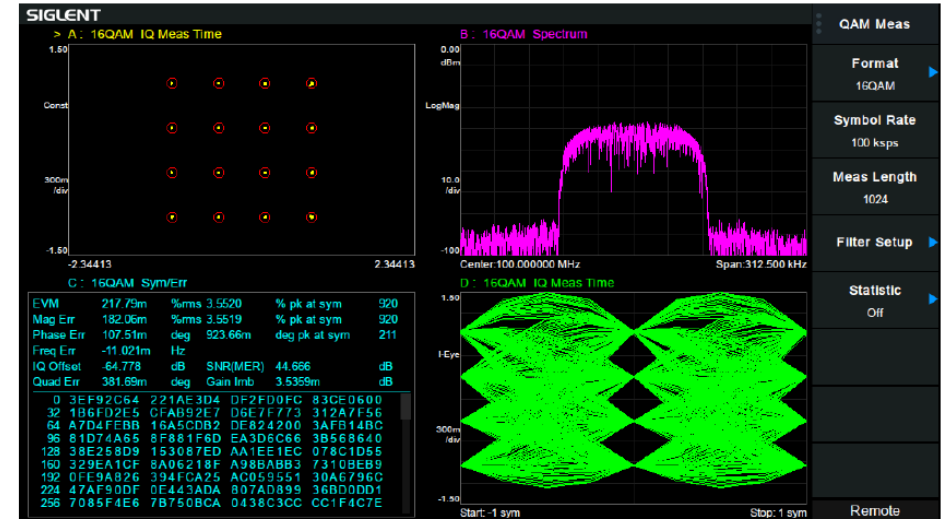 SIGLENT
> A : 16QAM IQ Meas Time
1.50
Const
300m
/div
-1.50
-2.34413
2.34413
B : 16QAM Spectrum
0.00
dBm
LogMag
10.0
/div
-100
Center:100.000000 MHz
Span:312.500 kHz
C : 16QAM Sym/Err
EVM 217.79m %rms 3.5520 % pk at sym 920
Mag Err 182.06m %rms 3.5519 % pk at sym 920
Phase Err 107.51m deg 923.66m deg pk at sym 211
Freq Err -11.021m Hz
IQ Offset -64.778 dB SNR(MER) 44.666 dB
Quad Err 381.69m deg Gain Imb 3.5369m dB
0 3EF92C64 221AE3D4 DF2FD0FC 83CE0600
32 1B6FD2E5 CFAB92E7 D6E7F773 312A7F56
64 A7D4FEBB 16A5CDB2 DE824200 3AFB14BC
96 81D74A65 8F881F6D EA3D6C66 3B568640
128 38E258D9 153087ED AA1EE1EC 078C1D55
160 329EA1CF 8A06218F A98BABB3 7310BEB9
192 0FE9A826 394FCA25 AC059551 30A6796C
224 47AF90DF 0E443ADA 807AD899 36BD0DD1
256 7085F4E6 7B750BCA 0438C3CC CC1F4C7E
D : 16QAM IQ Meas Time
1.50
I-Eye
300m
/div
-1.50
Start:-1 sym
Stop: 1 sym
QAM Meas
Format
16QAM
Symbol Rate
100 ksps
Meas Length
1024
Filter Setup
Statistic
Off
Remote